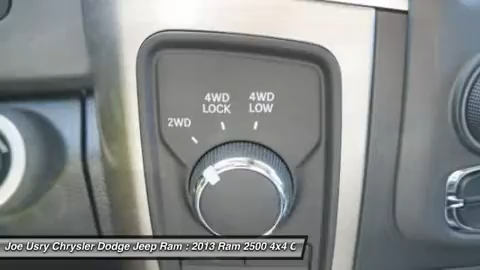 4WD 4WD
LOCK LOW
2WD
Joe Usry Chrysler Dodge Jeep Ram : 2013 Ram 2500 4x4 C